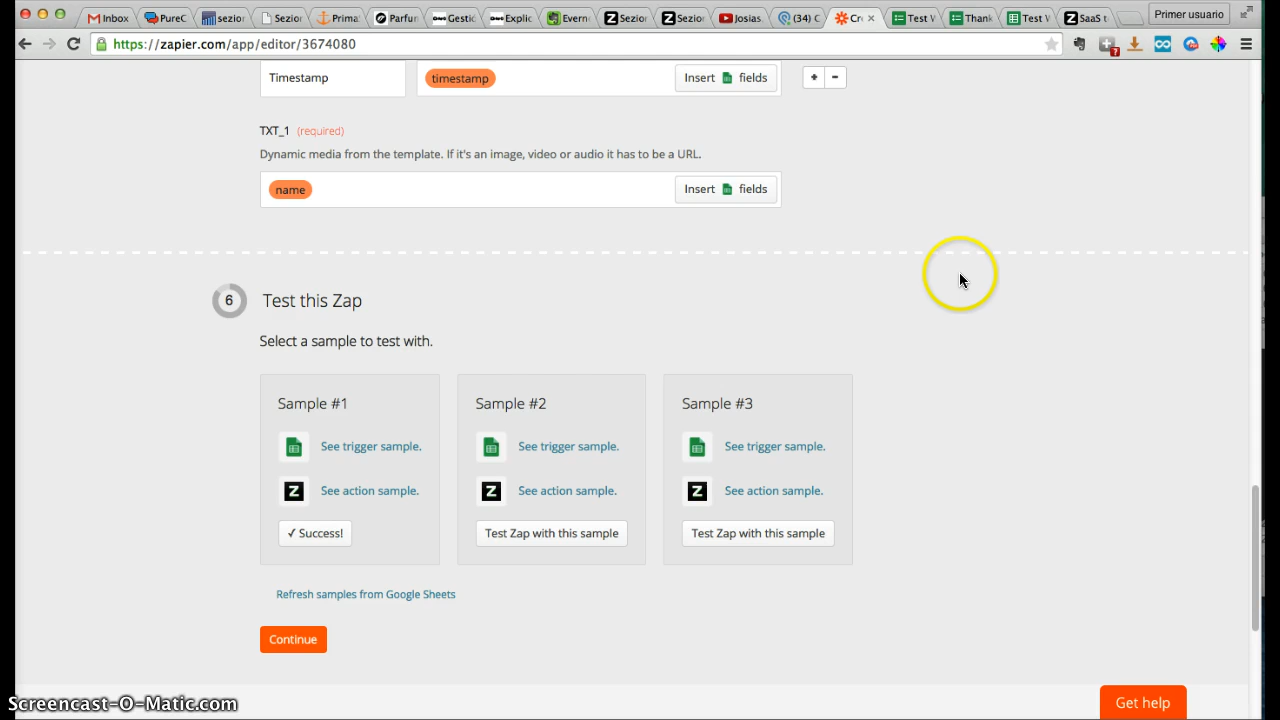 Inbox PureC sezior Sezior Prima Parfun Gestic Explic Evern Sezio Sezior Josias (34) C Cre Test V Thank Test V SaaS t Primer usuario
https://zapier.com/app/editor/3674080
?
Timestamp timestamp Insert fields + -
TXT_1 (required)
Dynamic media from the template. If it's an image, video or audio it has to be a URL.
name Insert fields
6 Test this Zap
Select a sample to test with.
Sample #1 Sample #2 Sample #3
See trigger sample. See trigger sample. See trigger sample.
Z See action sample. Z See action sample. Z See action sample.
✓ Success! Test Zap with this sample Test Zap with this sample
Refresh samples from Google Sheets
Continue
Screencast-O-Matic.com Get help